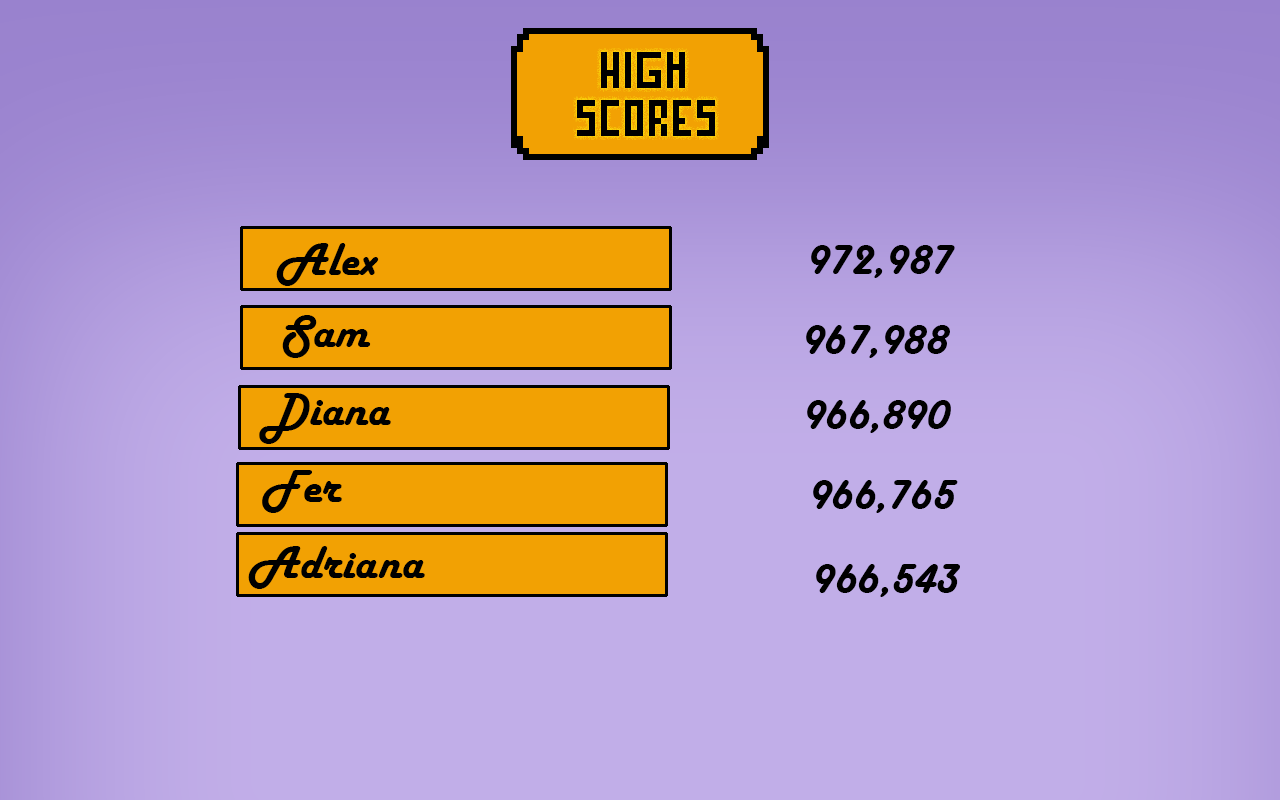 HIGH
SCORES
Alex 972,987
Sam 967,988
Diana 966,890
Fer 966,765
Adriana 966,543